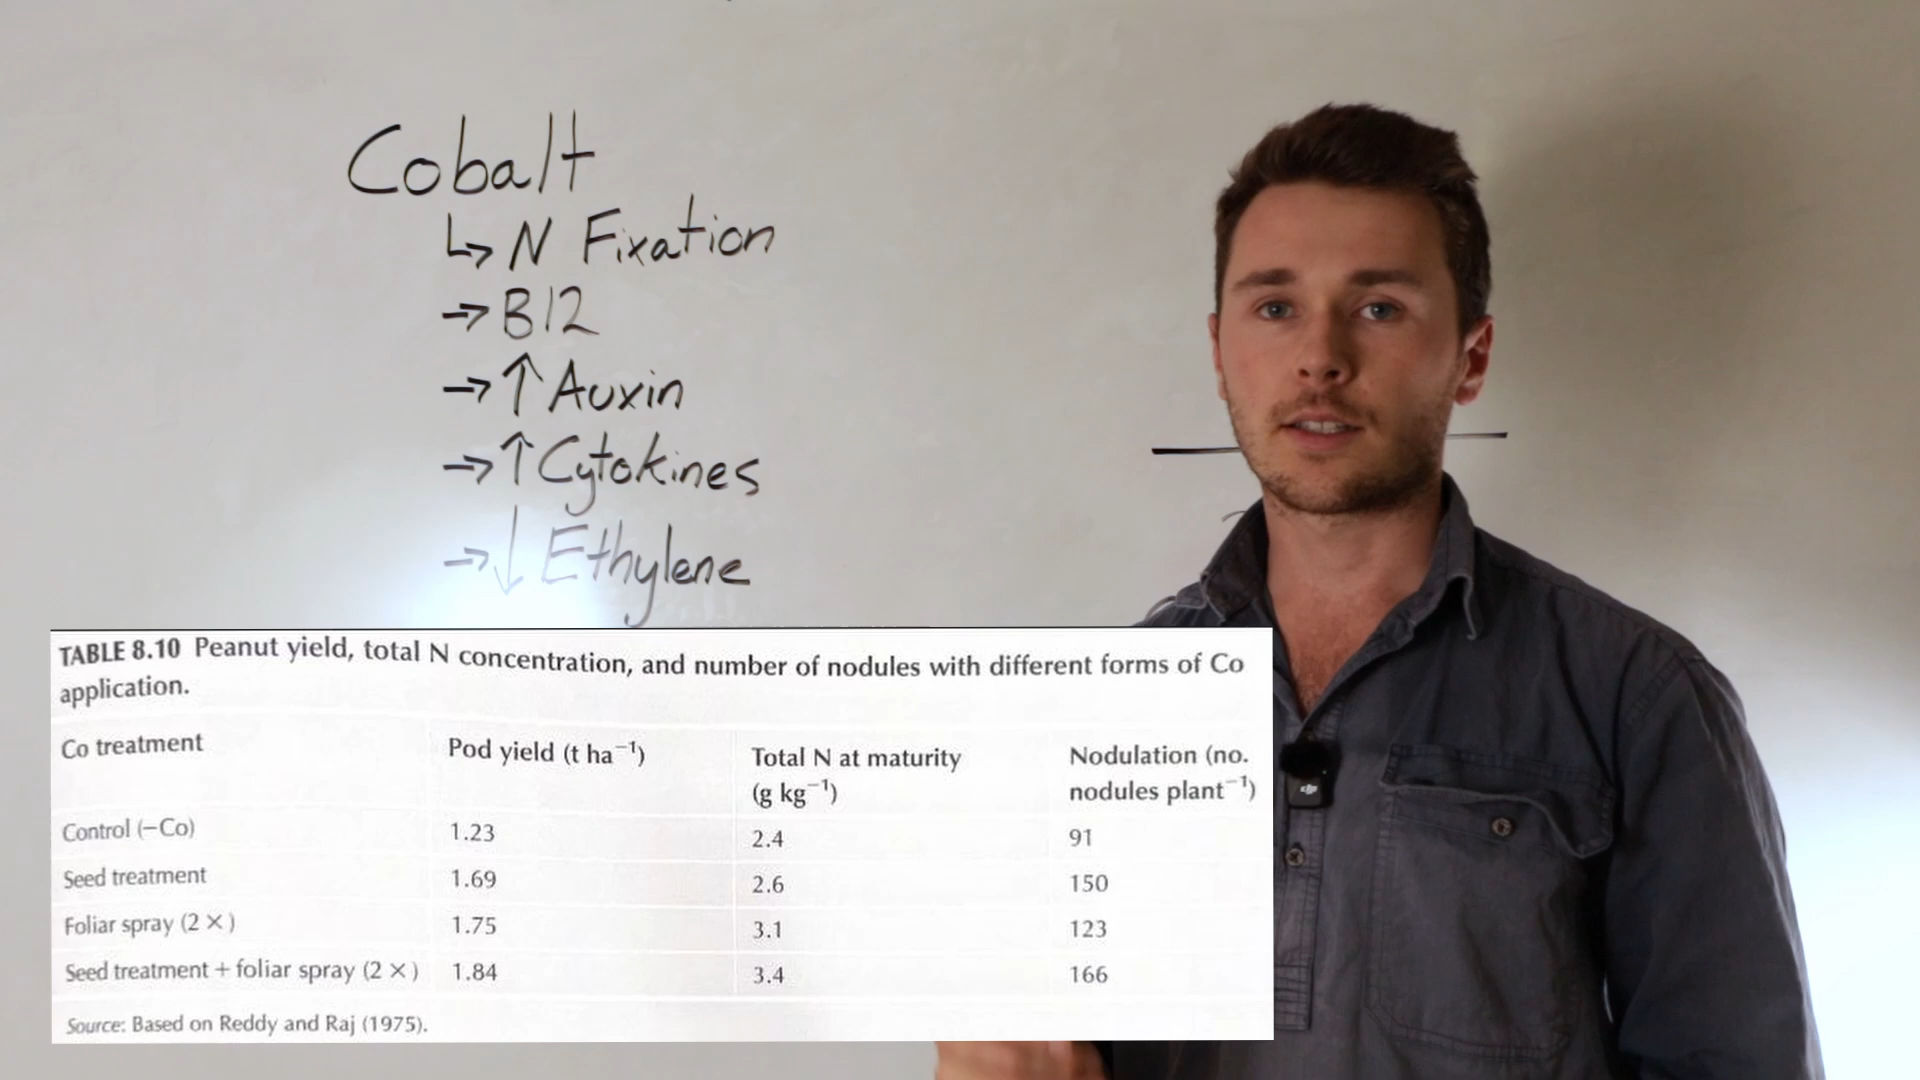 Cobalt
↳ N Fixation
→ B12
→ ↑ Auxin
→ ↑ Cytokines
→ ↓ Ethylene
TABLE 8.10 Peanut yield, total N concentration, and number of nodules with different forms of Co
application.
Co treatment Pod yield (t ha⁻¹) Total N at maturity (g kg⁻¹) Nodulation (no. nodules plant⁻¹)
Control (−Co) 1.23 2.4 91
Seed treatment 1.69 2.6 150
Foliar spray (2 ×) 1.75 3.1 123
Seed treatment + foliar spray (2 ×) 1.84 3.4 166
Source: Based on Reddy and Raj (1975).
dji